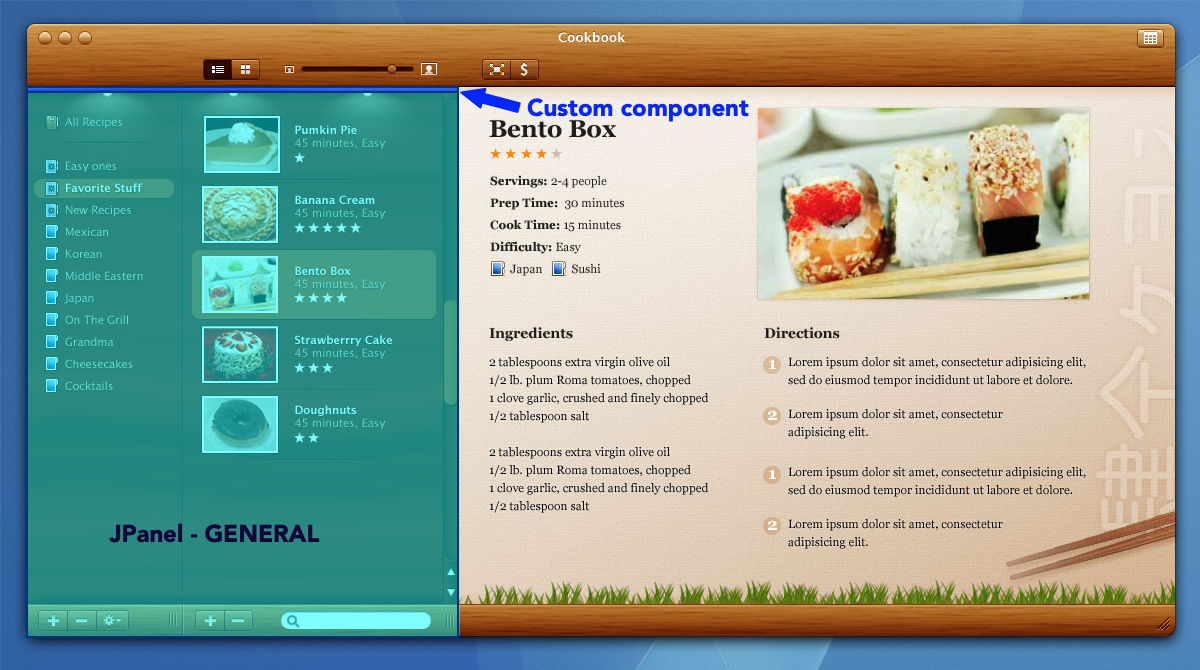 Cookbook
$
Custom component
All Recipes
Easy ones
Favorite Stuff
New Recipes
Mexican
Korean
Middle Eastern
Japan
On The Grill
Grandma
Cheesecakes
Cocktails
Pumkin Pie
45 minutes, Easy
Banana Cream
45 minutes, Easy
Bento Box
45 minutes, Easy
Strawberrry Cake
45 minutes, Easy
Doughnuts
45 minutes, Easy
JPanel - GENERAL
Bento Box
Servings: 2-4 people
Prep Time: 30 minutes
Cook Time: 15 minutes
Difficulty: Easy
Japan Sushi
Ingredients
2 tablespoons extra virgin olive oil
1/2 lb. plum Roma tomatoes, chopped
1 clove garlic, crushed and finely chopped
1/2 tablespoon salt
2 tablespoons extra virgin olive oil
1/2 lb. plum Roma tomatoes, chopped
1 clove garlic, crushed and finely chopped
1/2 tablespoon salt
Directions
1 Lorem ipsum dolor sit amet, consectetur adipisicing elit,
sed do eiusmod tempor incididunt ut labore et dolore.
2 Lorem ipsum dolor sit amet, consectetur
adipisicing elit.
1 Lorem ipsum dolor sit amet, consectetur adipisicing elit,
sed do eiusmod tempor incididunt ut labore et dolore.
2 Lorem ipsum dolor sit amet, consectetur
adipisicing elit.